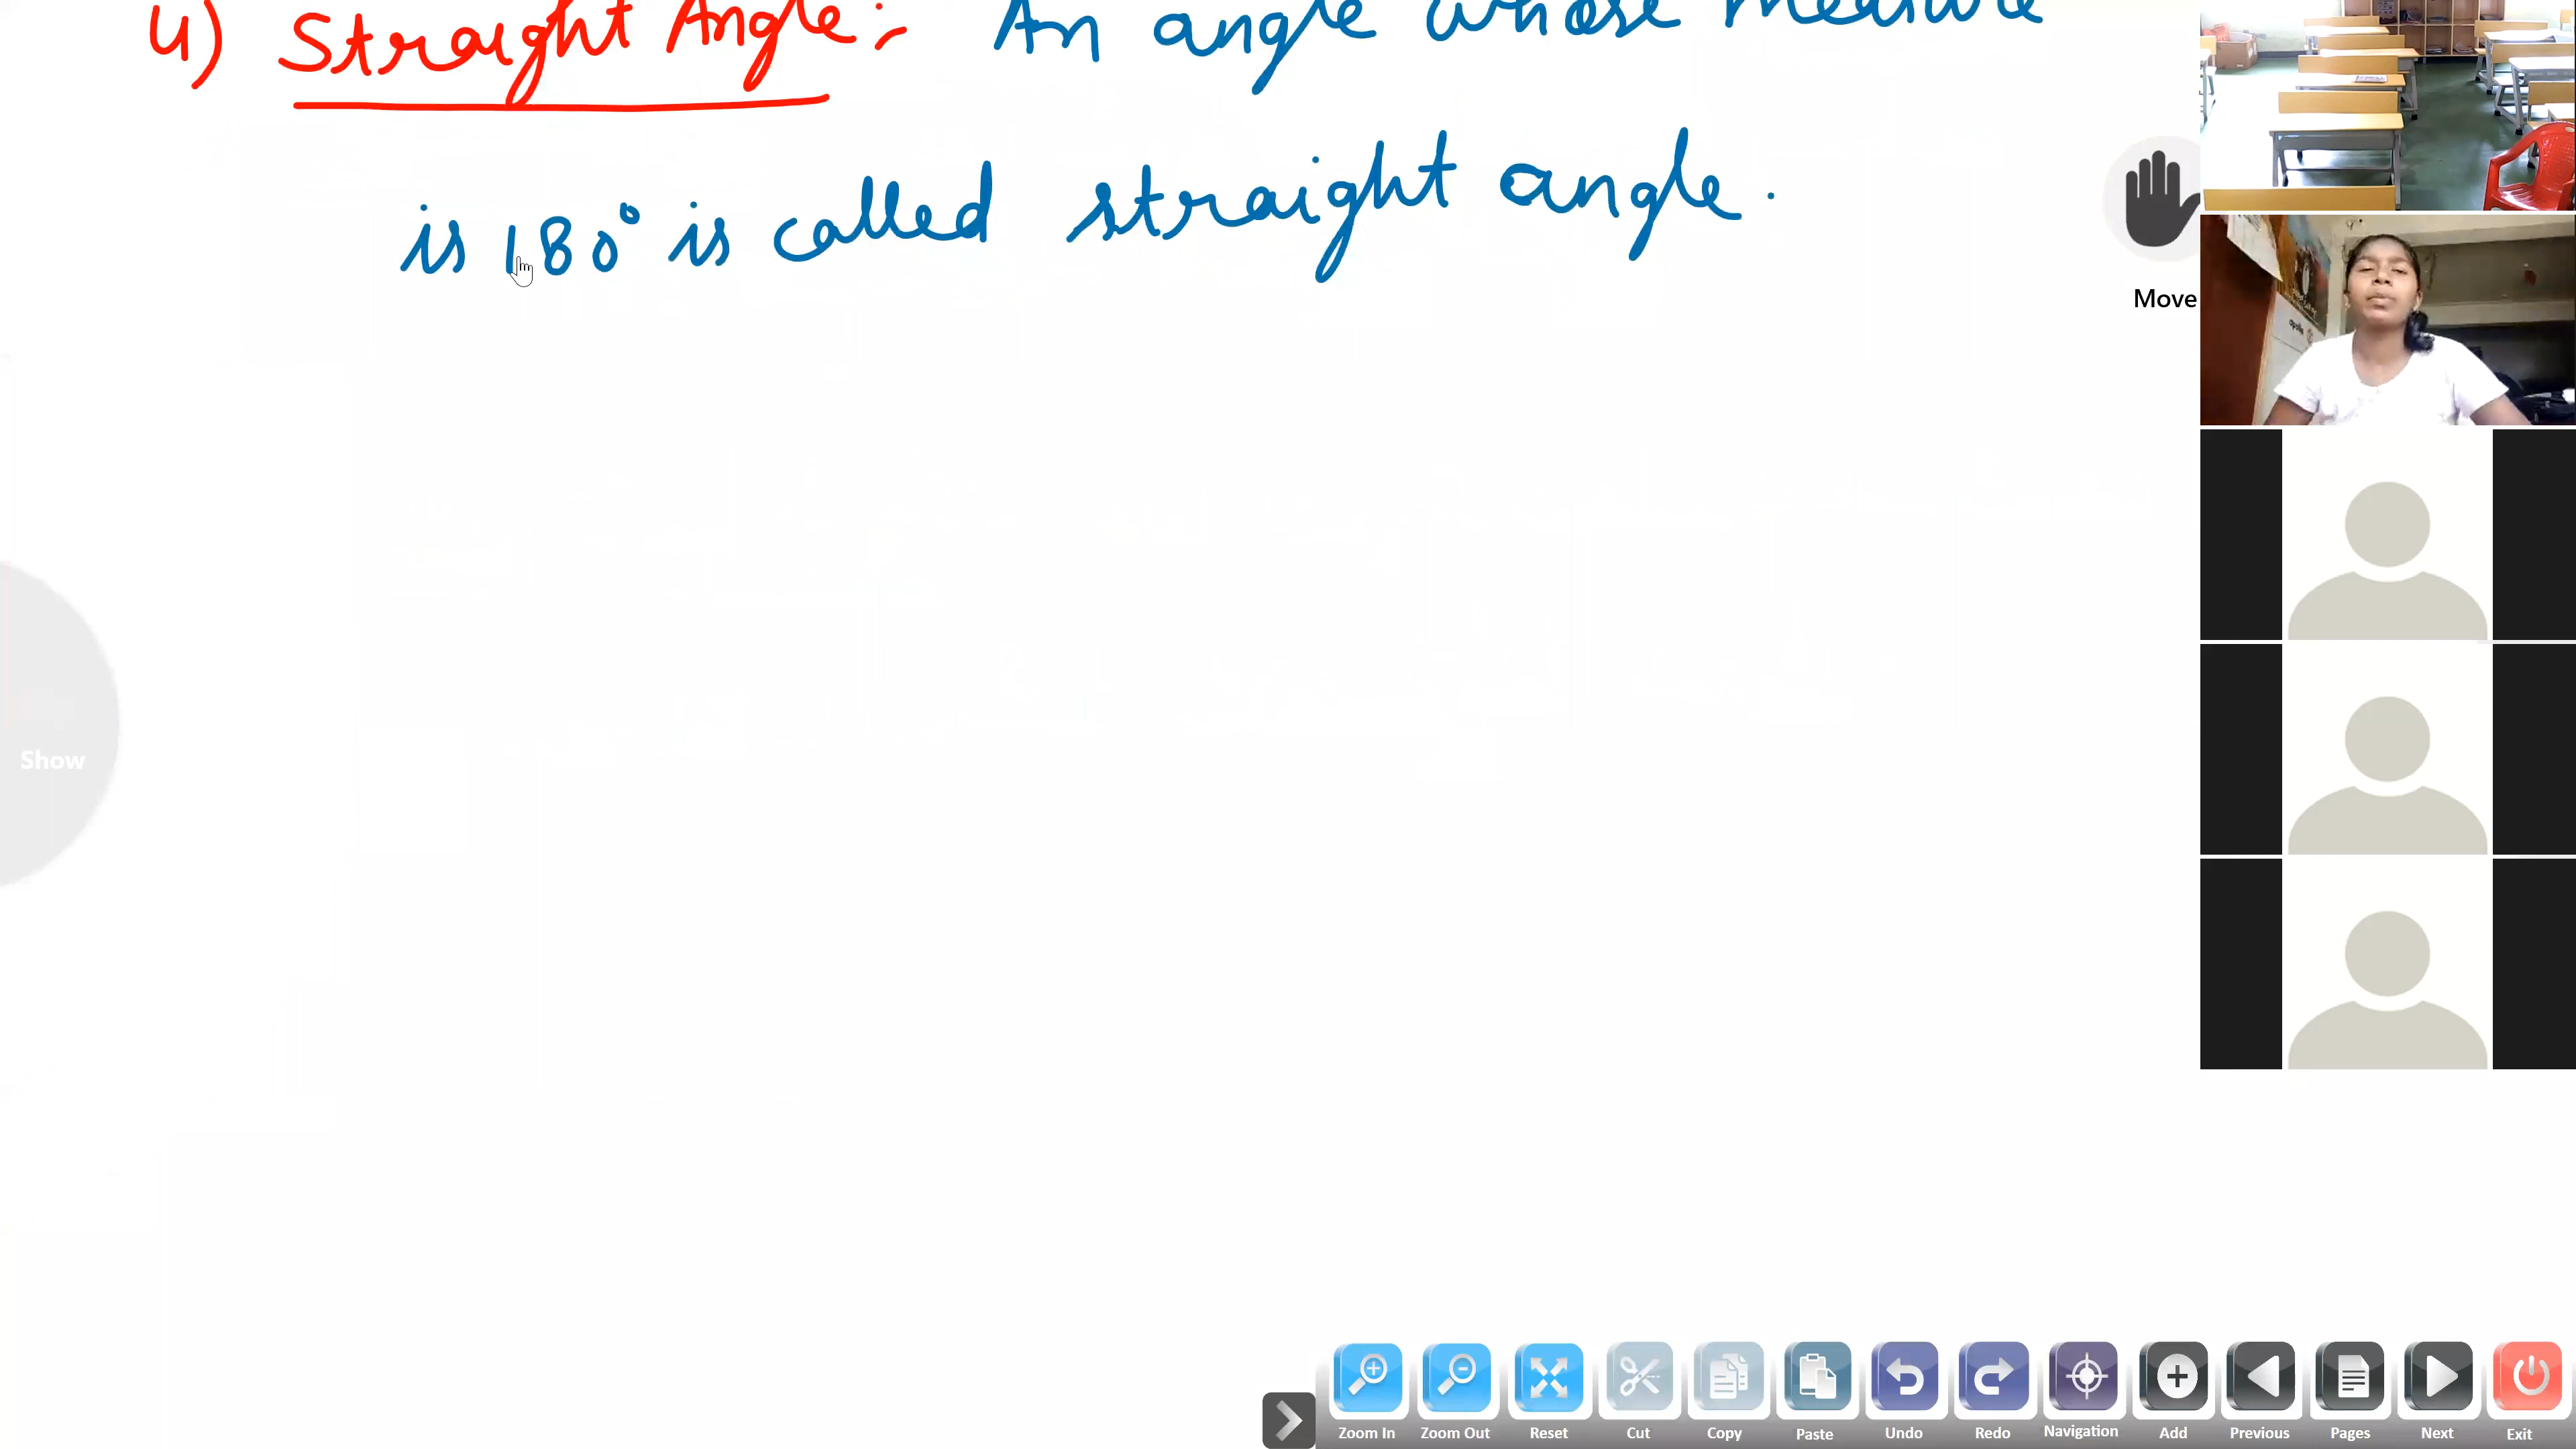 4) Straight Angle :- An angle whose measure
is 180° is called straight angle.
Move
Show
Zoom In Zoom Out Reset Cut Copy Paste Undo Redo Navigation Add Previous Pages Next Exit